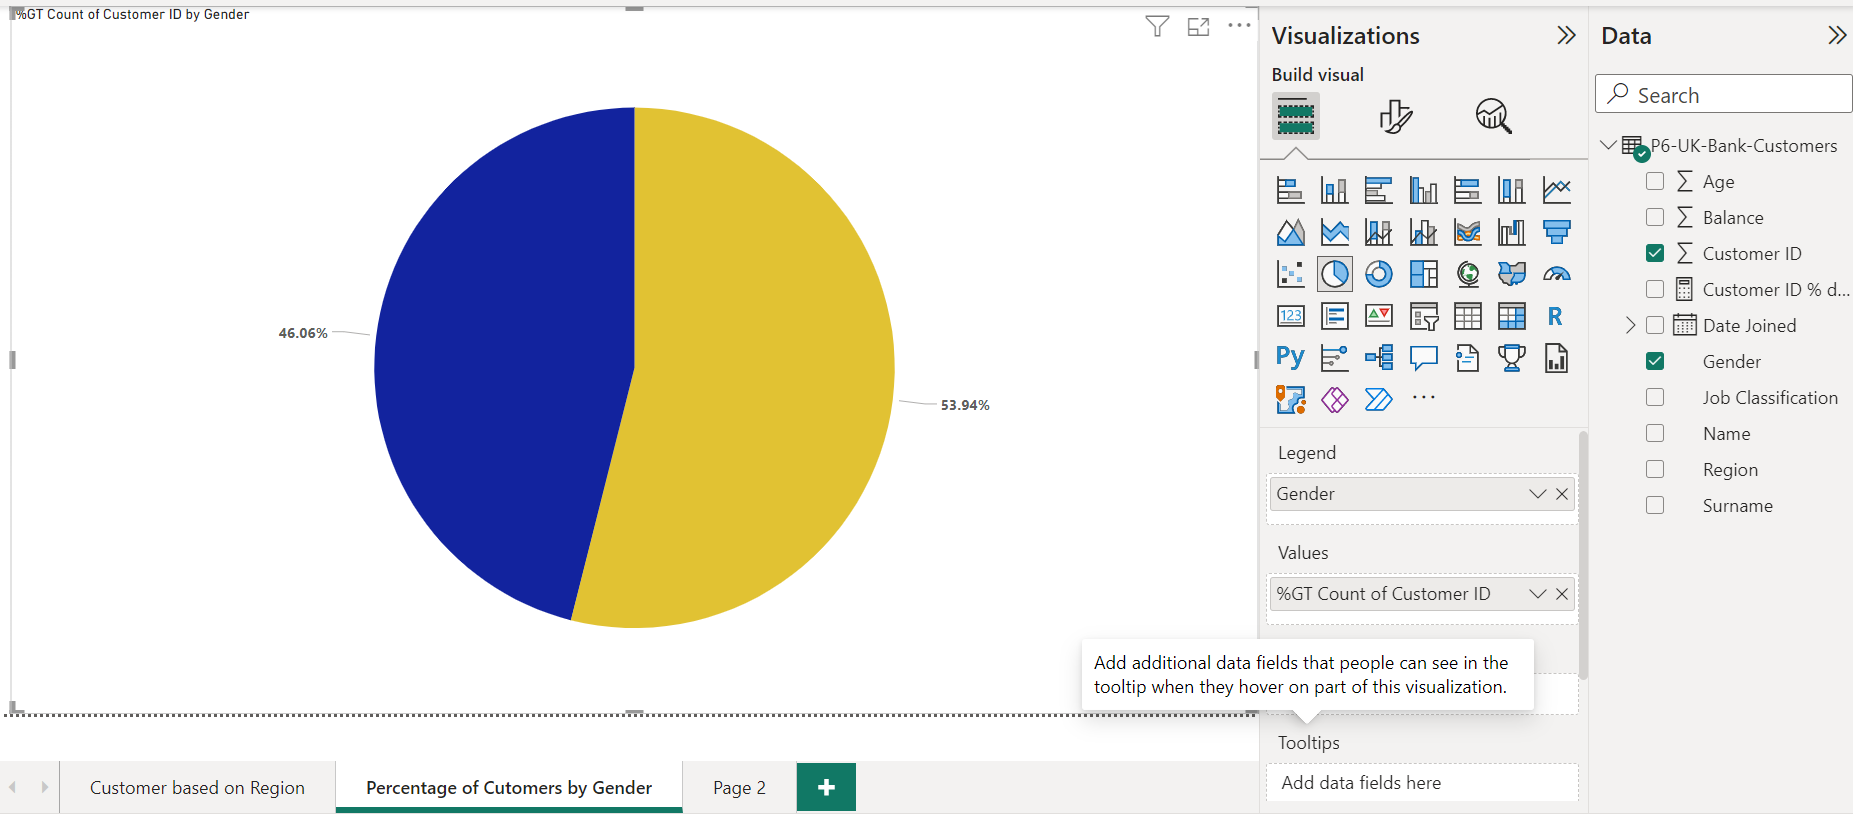 %GT Count of Customer ID by Gender
46.06%
53.94%
Customer based on Region
Percentage of Cutomers by Gender
Page 2
+
Visualizations
Build visual
123
R
Py
Legend
Gender
Values
%GT Count of Customer ID
Add additional data fields that people can see in the
tooltip when they hover on part of this visualization.
Tooltips
Add data fields here
Data
Search
P6-UK-Bank-Customers
Age
Balance
Customer ID
Customer ID % d...
Date Joined
Gender
Job Classification
Name
Region
Surname